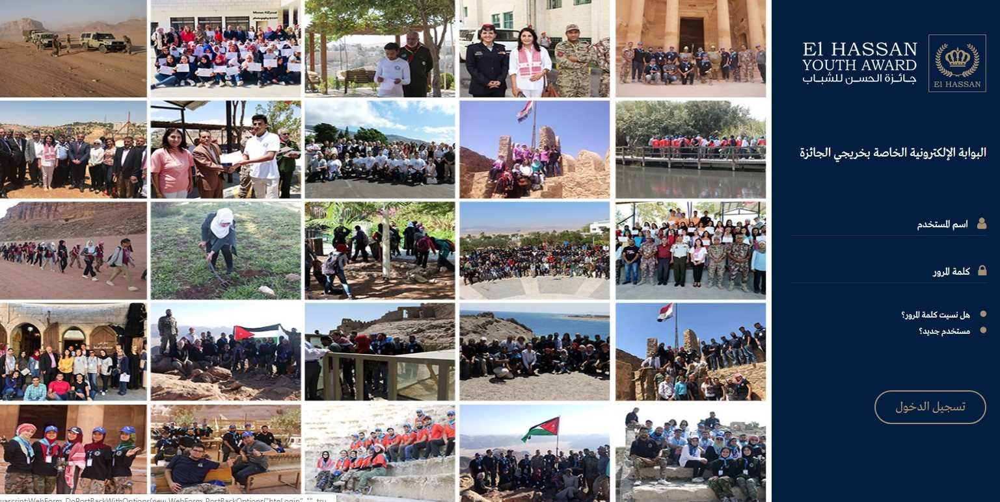 El HASSAN
YOUTH AWARD
جائزة الحسن للشباب
El HASSAN
البوابة الإلكترونية الخاصة بخريجي الجائزة
اسم المستخدم
كلمة المرور
هل نسيت كلمة المرور؟
مستخدم جديد؟
تسجيل الدخول